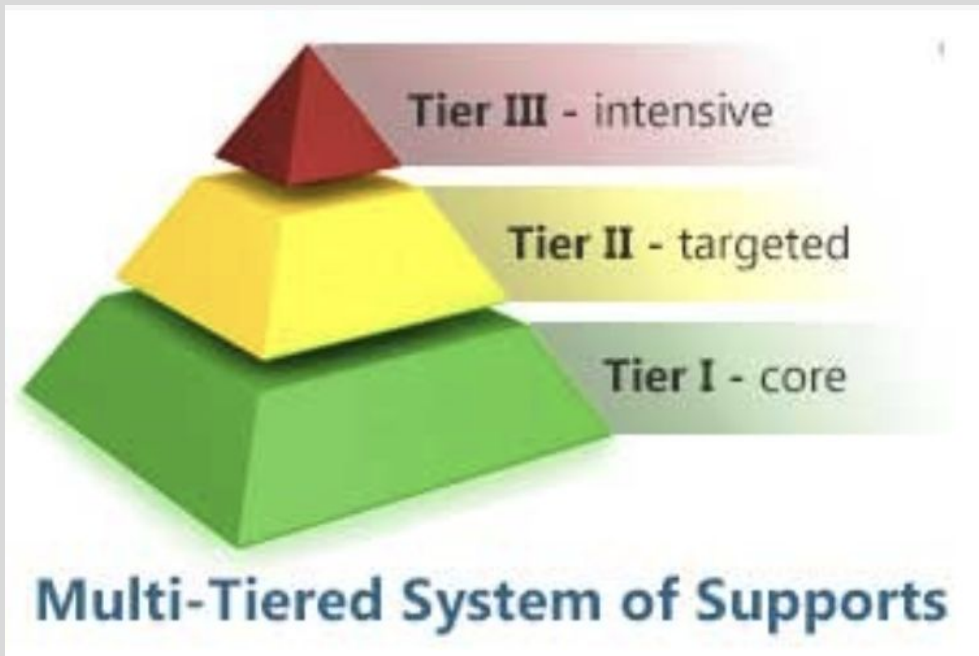 Tier III - intensive
Tier II - targeted
Tier I - core
Multi-Tiered System of Supports